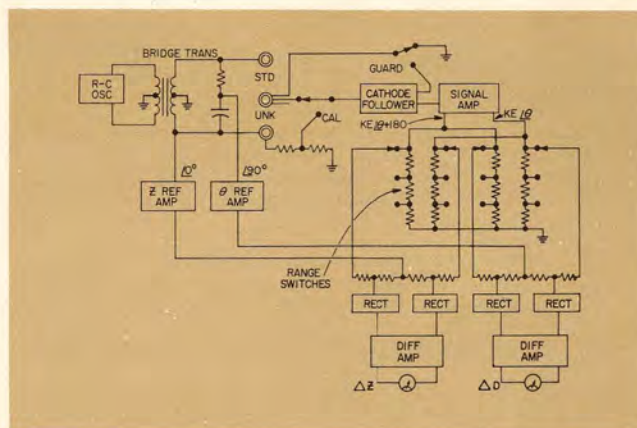 BRIDGE TRANS
R-C
OSC
STD
UNK
GUARD
CAL
CATHODE
FOLLOWER
SIGNAL
AMP
KE/θ+180
KE/θ
/0°
/90°
Z REF
AMP
θ REF
AMP
RANGE
SWITCHES
RECT
RECT
RECT
RECT
DIFF
AMP
DIFF
AMP
ΔZ
ΔD